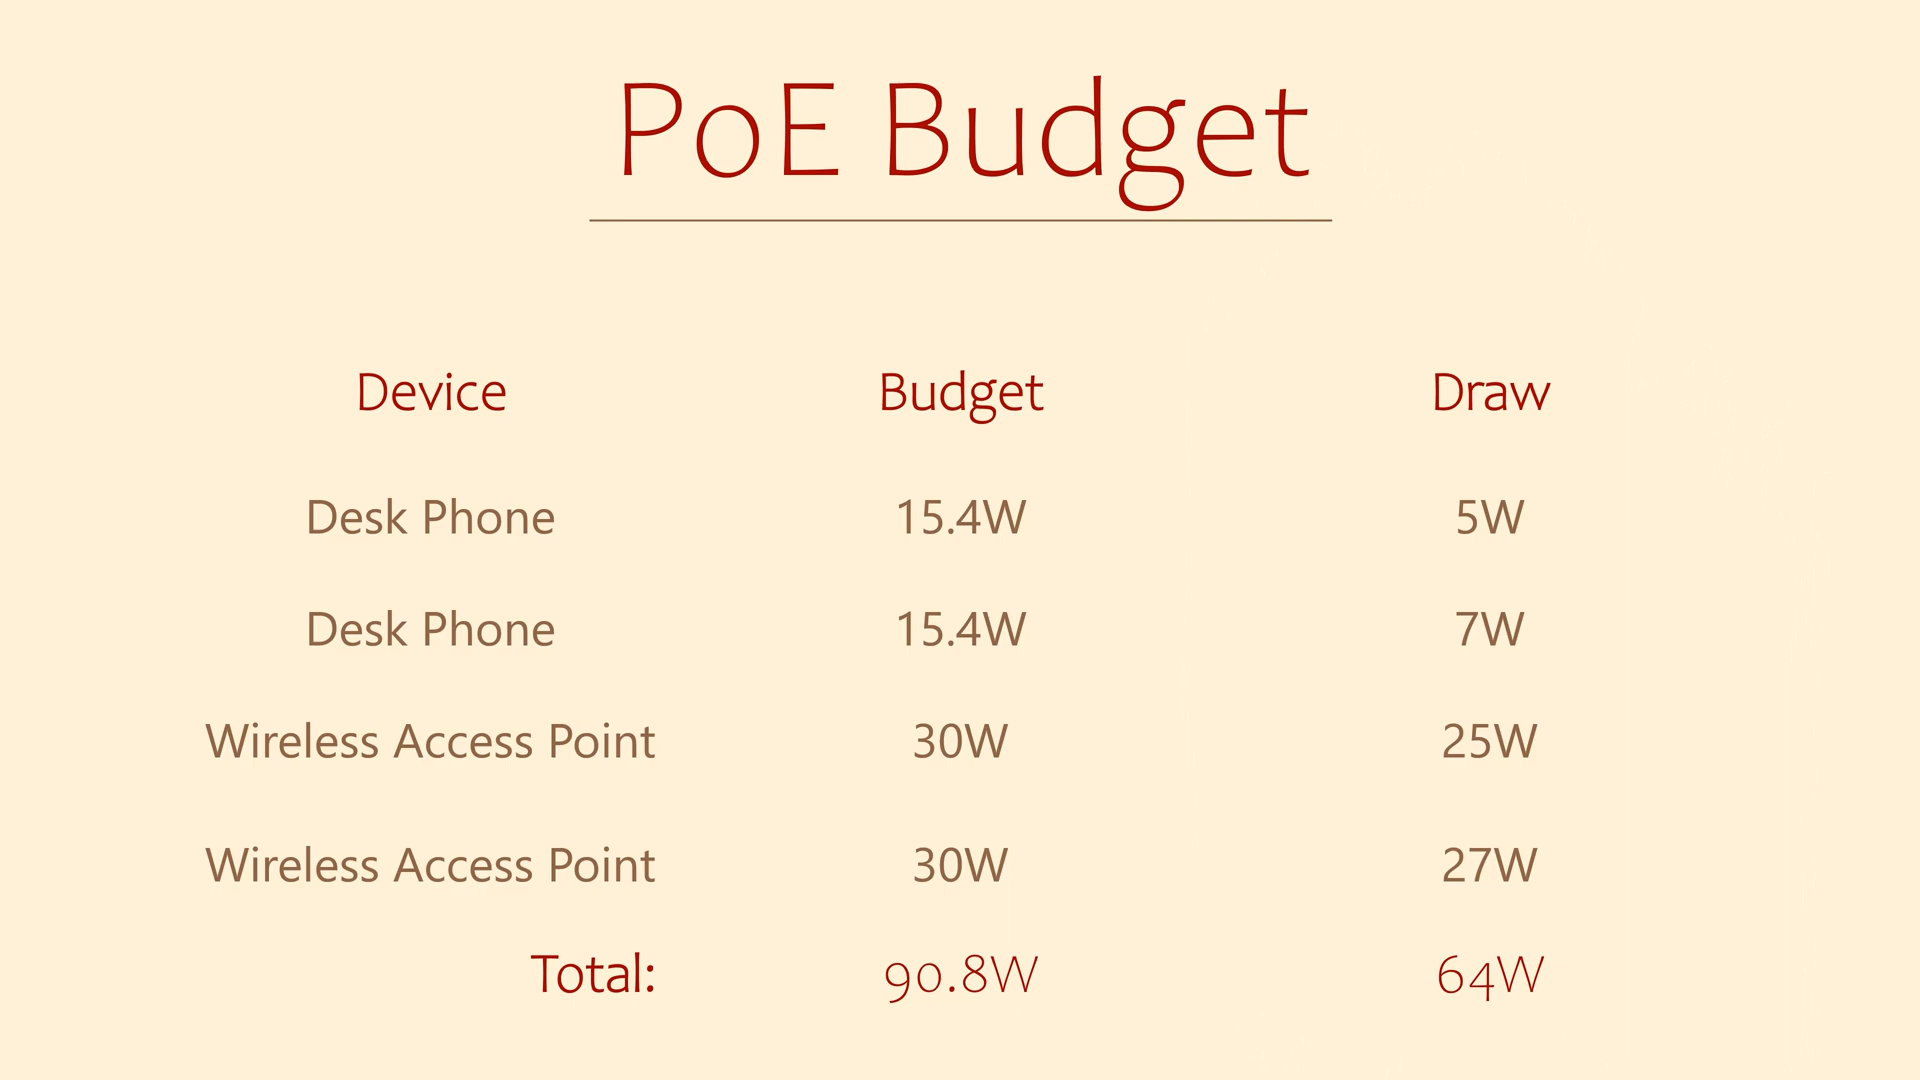 PoE Budget
Device Budget Draw
Desk Phone 15.4W 5W
Desk Phone 15.4W 7W
Wireless Access Point 30W 25W
Wireless Access Point 30W 27W
Total: 90.8W 64W